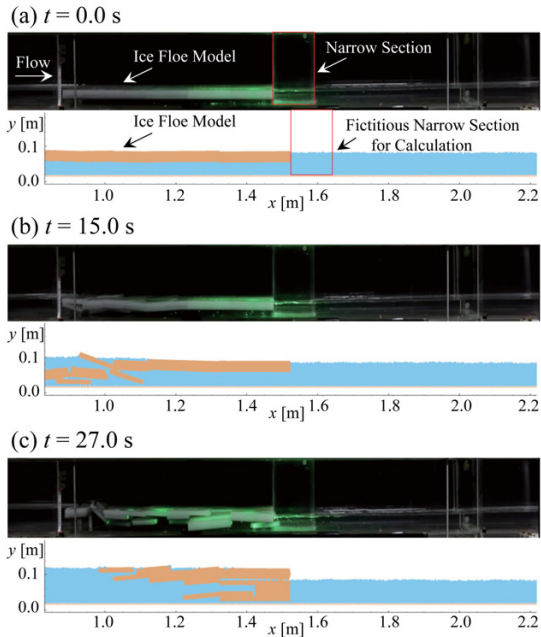 (a) t = 0.0 s
Flow
Ice Floe Model
Narrow Section
y [m]
Ice Floe Model
Fictitious Narrow Section
for Calculation
0.1
0.0
1.0 1.2 1.4 1.6 1.8 2.0 2.2
x [m]
(b) t = 15.0 s
y [m]
0.1
0.0
1.0 1.2 1.4 1.6 1.8 2.0 2.2
x [m]
(c) t = 27.0 s
y [m]
0.1
0.0
1.0 1.2 1.4 1.6 1.8 2.0 2.2
x [m]